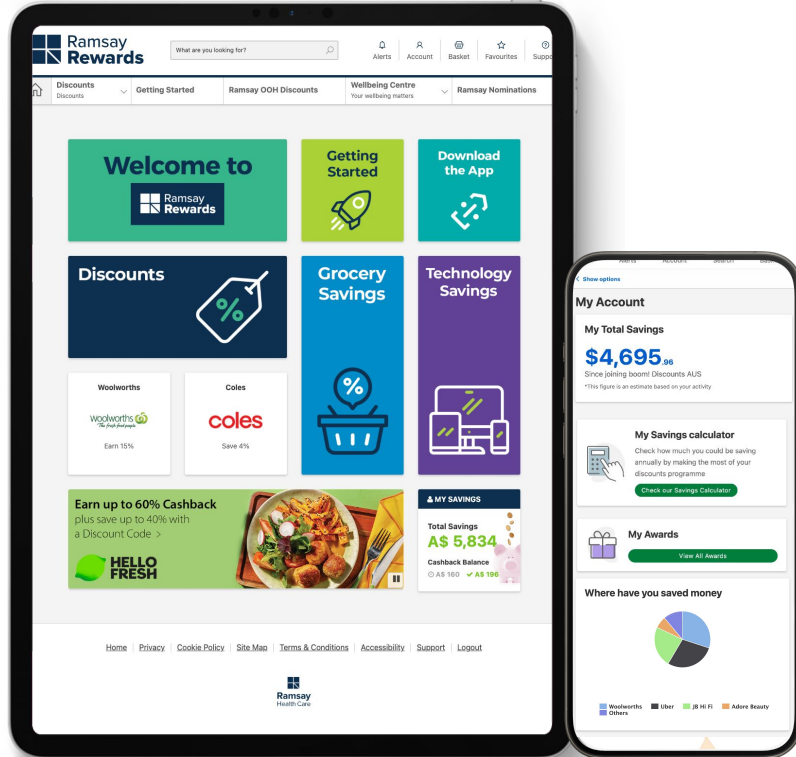 Ramsay
Rewards
What are you looking for?
Alerts
Account
Basket
Favourites
Discounts
Discounts
Getting Started
Ramsay OOH Discounts
Wellbeing Centre
Your wellbeing matters
Ramsay Nominations
Welcome to
Ramsay
Rewards
Getting
Started
Download
the App
Discounts
%
Grocery
Savings
%
Technology
Savings
Woolworths
woolworths
The fresh food people
Earn 15%
Coles
coles
Save 4%
Earn up to 60% Cashback
plus save up to 40% with
a Discount Code >
HELLO
FRESH
MY SAVINGS
Total Savings
A$ 5,834
Cashback Balance
A$ 160
A$ 196
Home
Privacy
Cookie Policy
Site Map
Terms & Conditions
Accessibility
Support
Logout
Ramsay
Health Care
Alerts
Account
Search
< Show options
My Account
My Total Savings
$4,695.96
Since joining boom! Discounts AUS
*This figure is an estimate based on your activity
My Savings calculator
Check how much you could be saving
annually by making the most of your
discounts programme
Check our Savings Calculator
My Awards
View All Awards
Where have you saved money
Woolworths
Uber
JB Hi Fi
Adore Beauty
Others